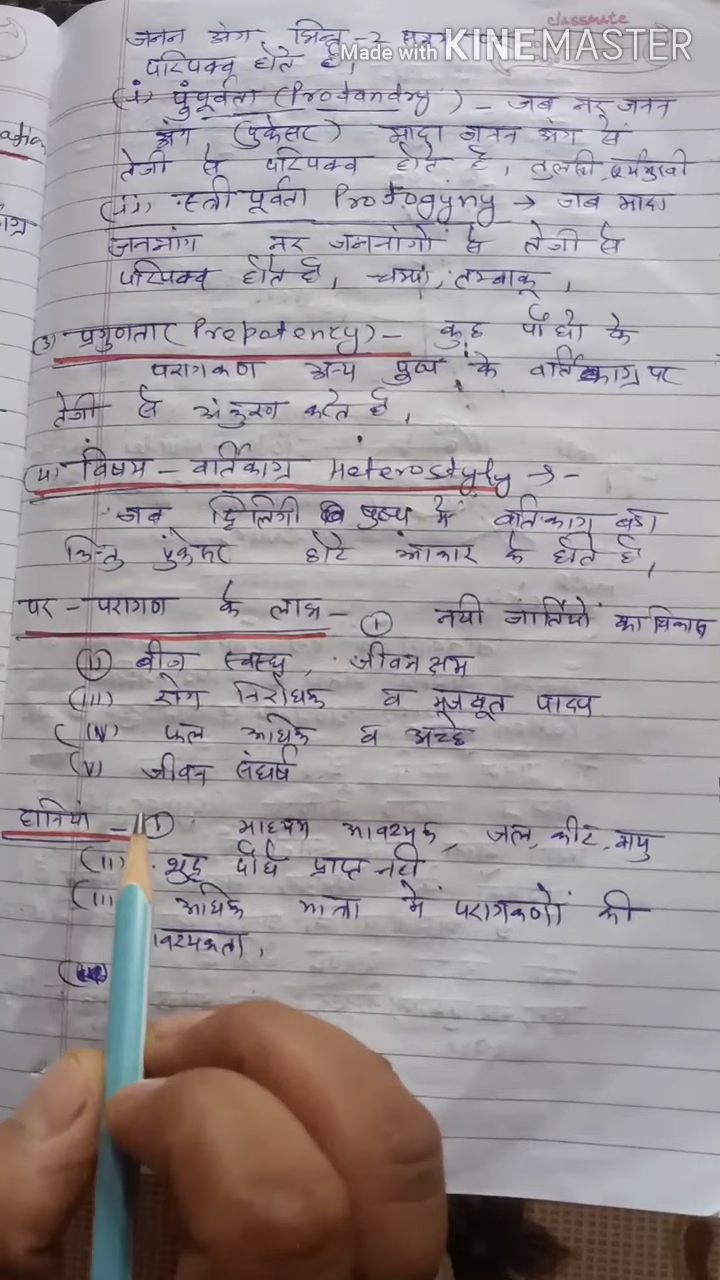 classmate
Made with KINEMASTER
जनन अंग भिन्न-2
परिपक्व होते है।
(i) पुंपूर्वता (Protandry) - जब नर जनन
अंग (पुंकेसर) मादा जनन अंग से
तेजी से परिपक्व होते है, तुलसी, सूर्यमुखी
(ii) स्त्रीपूर्वता Protogyny → जब मादा
जननांग नर जननांगों से तेजी से
परिपक्व होते है, चम्पा, तम्बाकू,
(3) प्रगुणता (Prepotency) - कुछ पौधो के
परागकण अन्य पुष्प के वर्तिकाग्र पर
तेजी से अंकुरण करते है,
(4) विषम - वर्तिकाग्र Heterostyly → -
जब द्विलिंगी पुष्प में वर्तिकाग्र बडा
किन्तु पुंकेसर छोटे आकार के होते है,
पर - परागण के लाभ - (i) नयी जातियों का विकास
(ii) बीज स्वस्थ, जीवनक्षम
(iii) रोग निरोधक व मजबूत पादप
(iv) फल अधिक व अच्छे
(v) जीवन संघर्ष
हानियां - (i) माध्यम आवश्यक, जल, कीट, वायु
(ii) शुद्ध पौधे प्राप्त नही
(iii अधिक मात्रा में परागकणों की
वश्यकता,